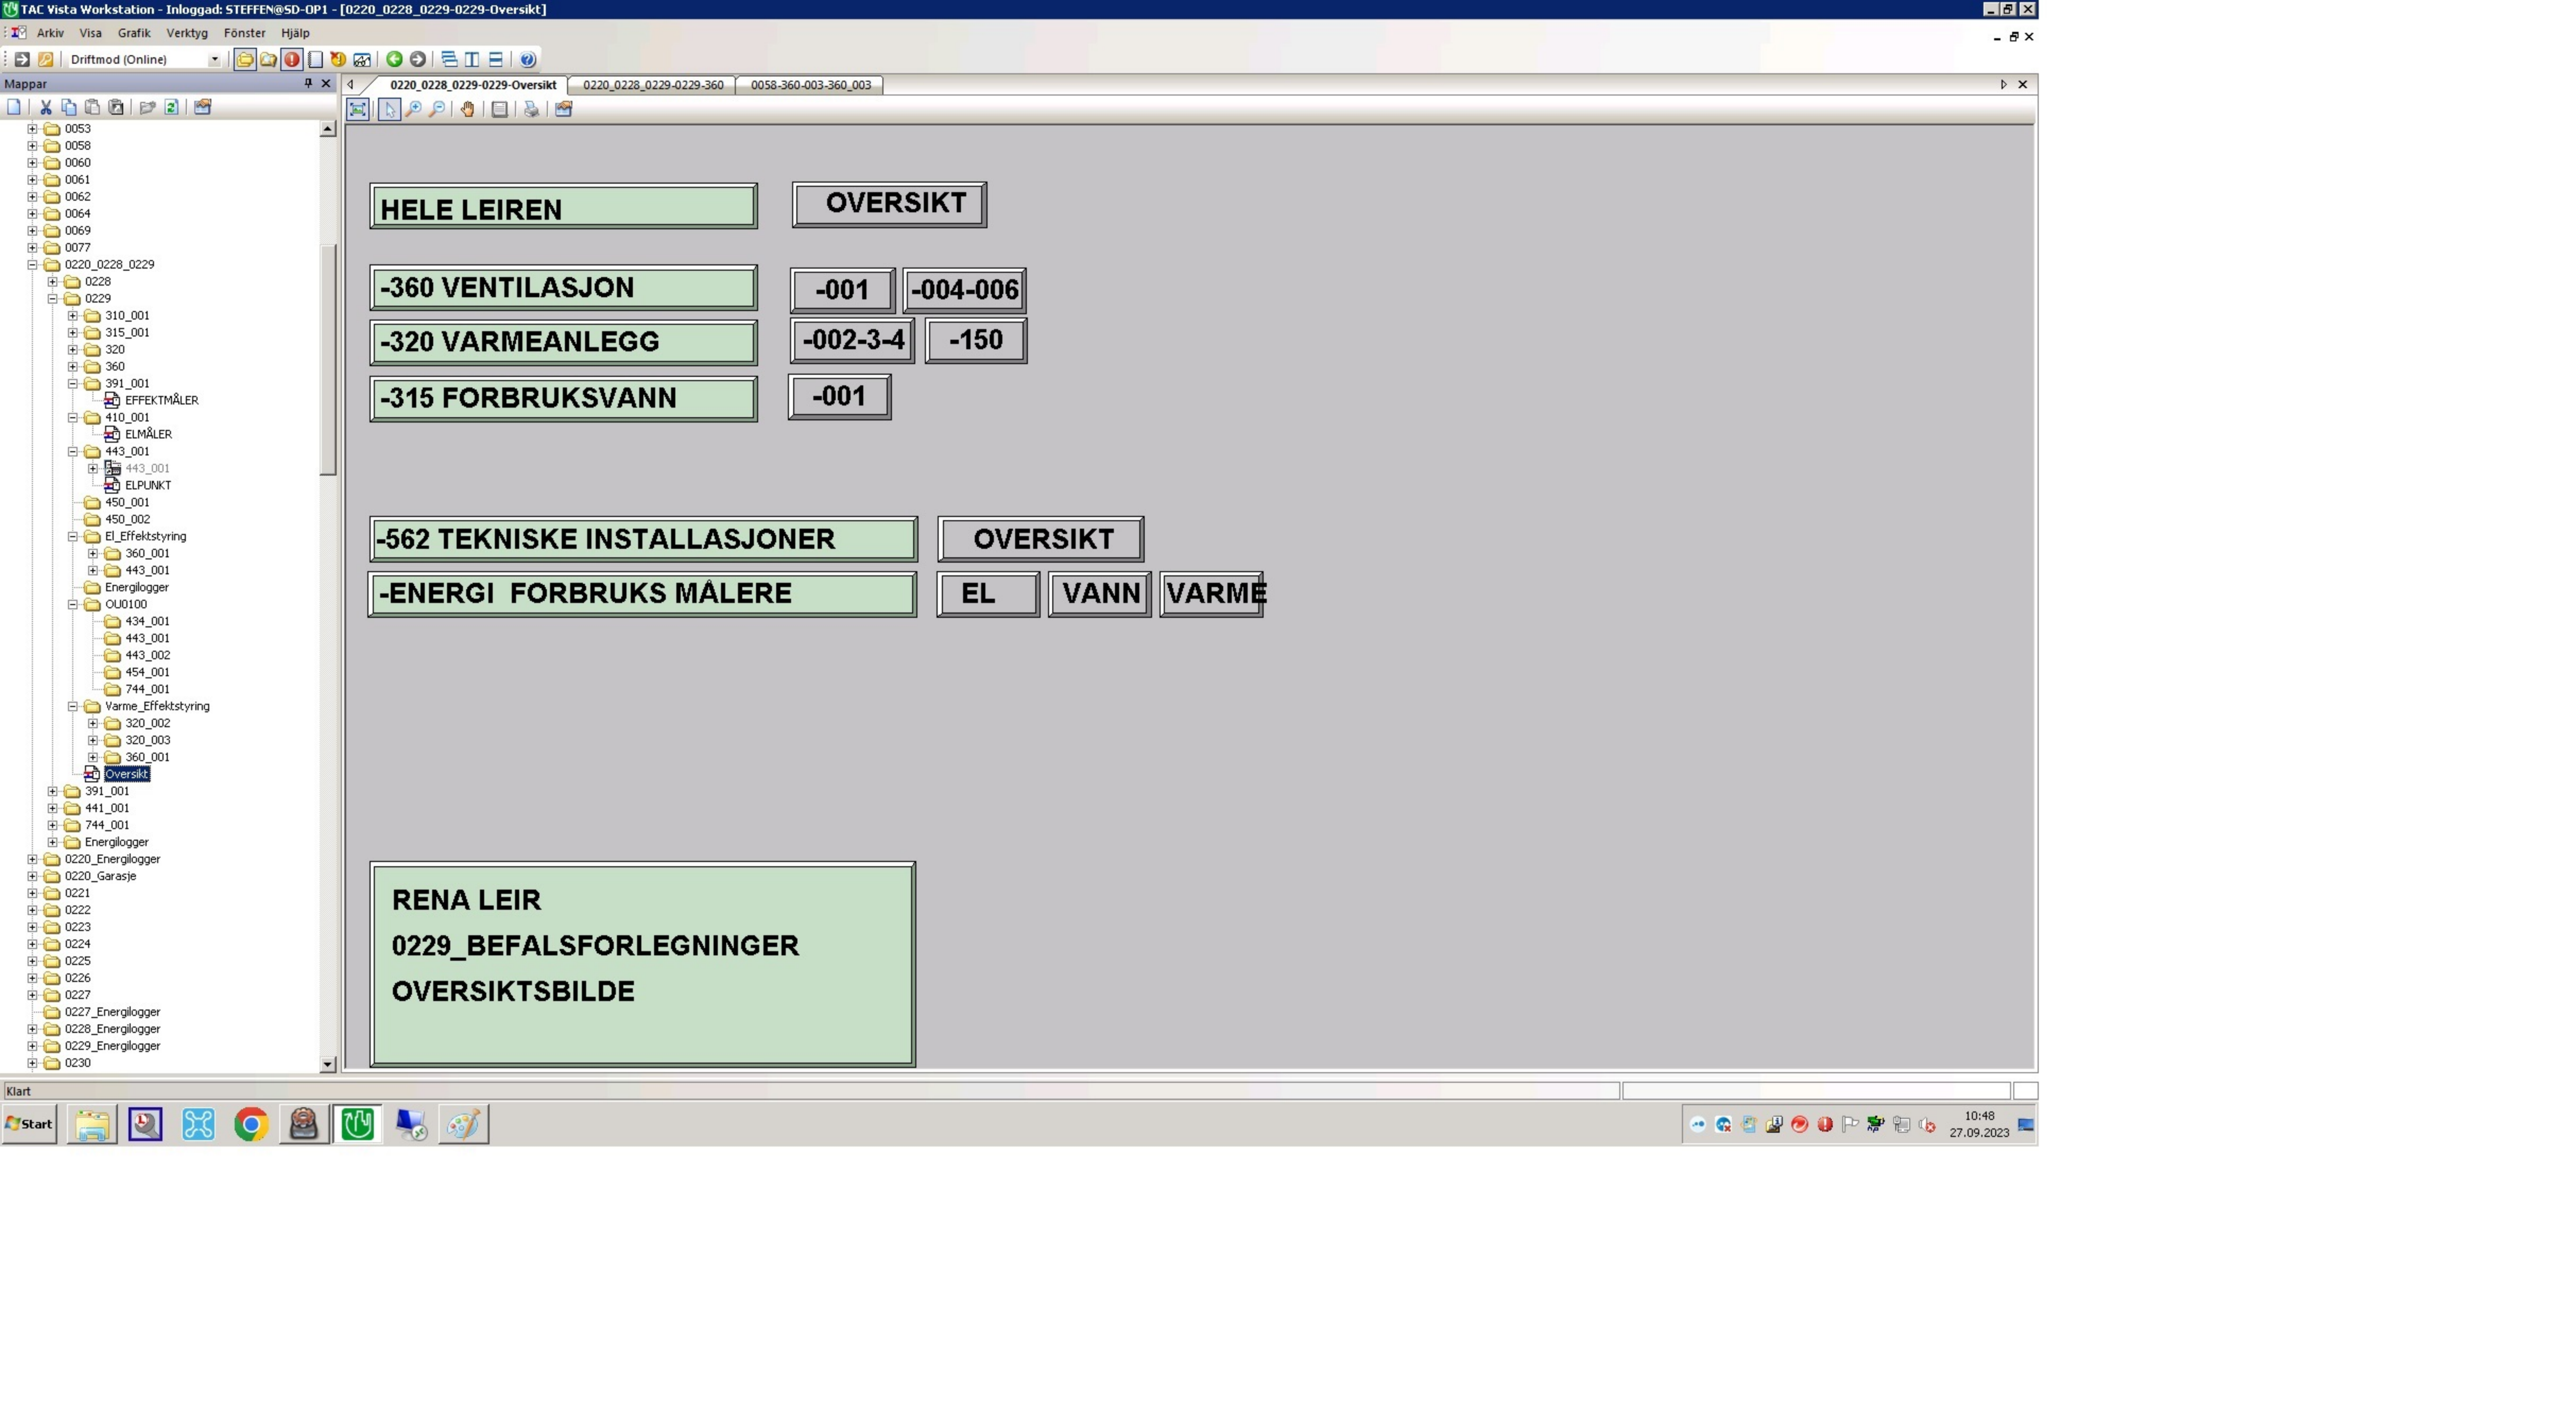 TAC Vista Workstation - Inloggad: STEFFEN@SD-OP1 - [0220_0228_0229-0229-Oversikt]
Arkiv Visa Grafik Verktyg Fönster Hjälp
Driftmod (Online)
Mappar
0220_0228_0229-0229-Oversikt 0220_0228_0229-0229-360 0058-360-003-360_003
0053
0058
0060
0061
0062
0064
0069
0077
0220_0228_0229
0228
0229
310_001
315_001
320
360
391_001
EFFEKTMÅLER
410_001
ELMÅLER
443_001
443_001
ELPUNKT
450_001
450_002
El_Effektstyring
360_001
443_001
Energilogger
OU0100
434_001
443_001
443_002
454_001
744_001
Varme_Effektstyring
320_002
320_003
360_001
Oversikt
391_001
441_001
744_001
Energilogger
0220_Energilogger
0220_Garasje
0221
0222
0223
0224
0225
0226
0227
0227_Energilogger
0228_Energilogger
0229_Energilogger
0230
HELE LEIREN OVERSIKT
-360 VENTILASJON -001 -004-006
-320 VARMEANLEGG -002-3-4 -150
-315 FORBRUKSVANN -001
-562 TEKNISKE INSTALLASJONER OVERSIKT
-ENERGI FORBRUKS MÅLERE EL VANN VARME
RENA LEIR
0229_BEFALSFORLEGNINGER
OVERSIKTSBILDE
Klart
Start
10:48
27.09.2023